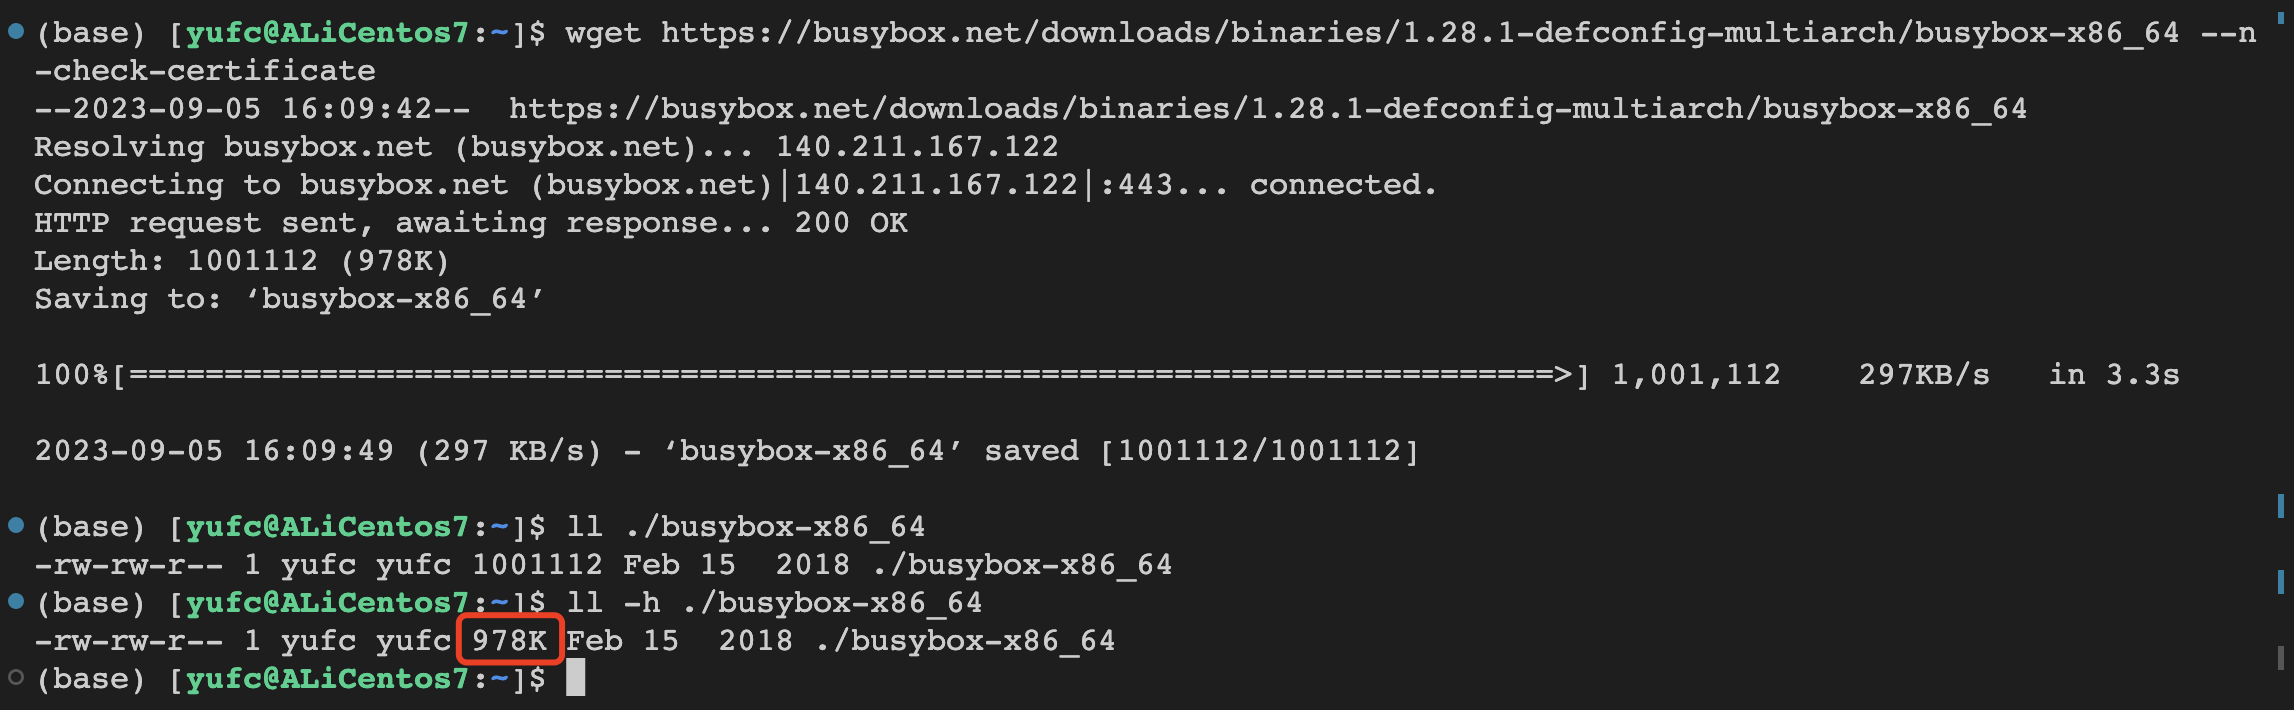 (base) [yufc@ALiCentos7:~]$ wget https://busybox.net/downloads/binaries/1.28.1-defconfig-multiarch/busybox-x86_64 --n
-check-certificate
--2023-09-05 16:09:42--  https://busybox.net/downloads/binaries/1.28.1-defconfig-multiarch/busybox-x86_64
Resolving busybox.net (busybox.net)... 140.211.167.122
Connecting to busybox.net (busybox.net)|140.211.167.122|:443... connected.
HTTP request sent, awaiting response... 200 OK
Length: 1001112 (978K)
Saving to: ‘busybox-x86_64’
100%[===========================================================================>] 1,001,112    297KB/s   in 3.3s
2023-09-05 16:09:49 (297 KB/s) - ‘busybox-x86_64’ saved [1001112/1001112]
(base) [yufc@ALiCentos7:~]$ ll ./busybox-x86_64
-rw-rw-r-- 1 yufc yufc 1001112 Feb 15  2018 ./busybox-x86_64
(base) [yufc@ALiCentos7:~]$ ll -h ./busybox-x86_64
-rw-rw-r-- 1 yufc yufc 978K Feb 15  2018 ./busybox-x86_64
(base) [yufc@ALiCentos7:~]$